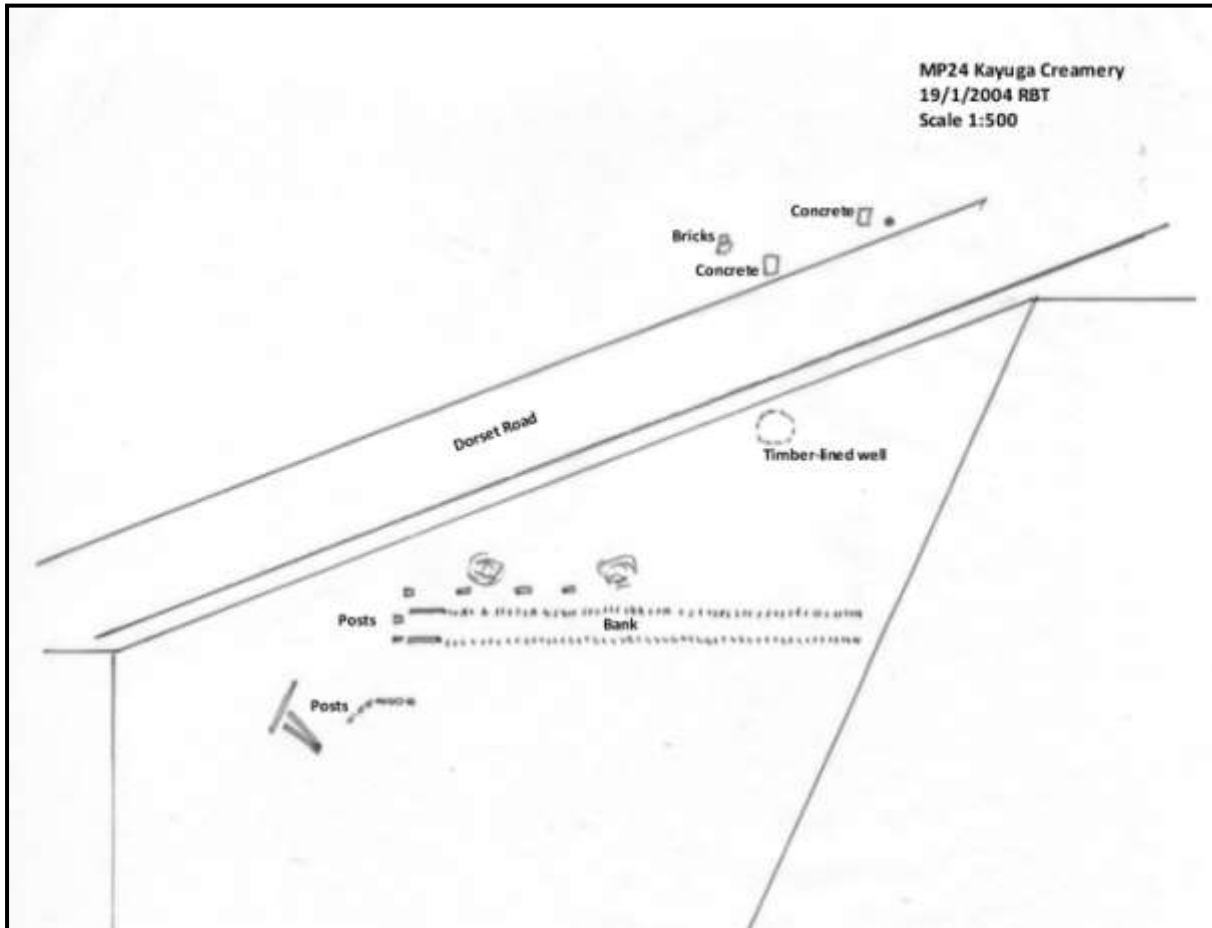 MP24 Kayuga Creamery
19/1/2004 RBT
Scale 1:500
Concrete
Bricks
Concrete
Dorset Road
Timber-lined well
Posts
Bank
Posts